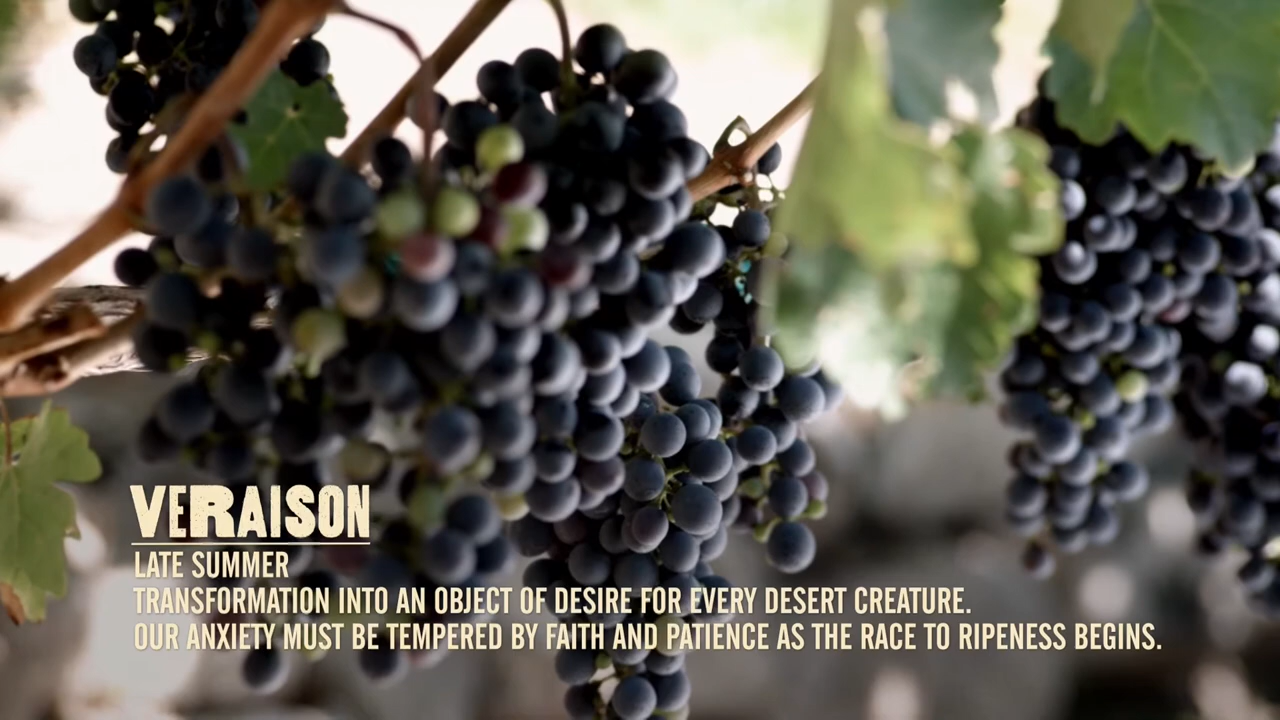 VERAISON
LATE SUMMER
TRANSFORMATION INTO AN OBJECT OF DESIRE FOR EVERY DESERT CREATURE.
OUR ANXIETY MUST BE TEMPERED BY FAITH AND PATIENCE AS THE RACE TO RIPENESS BEGINS.